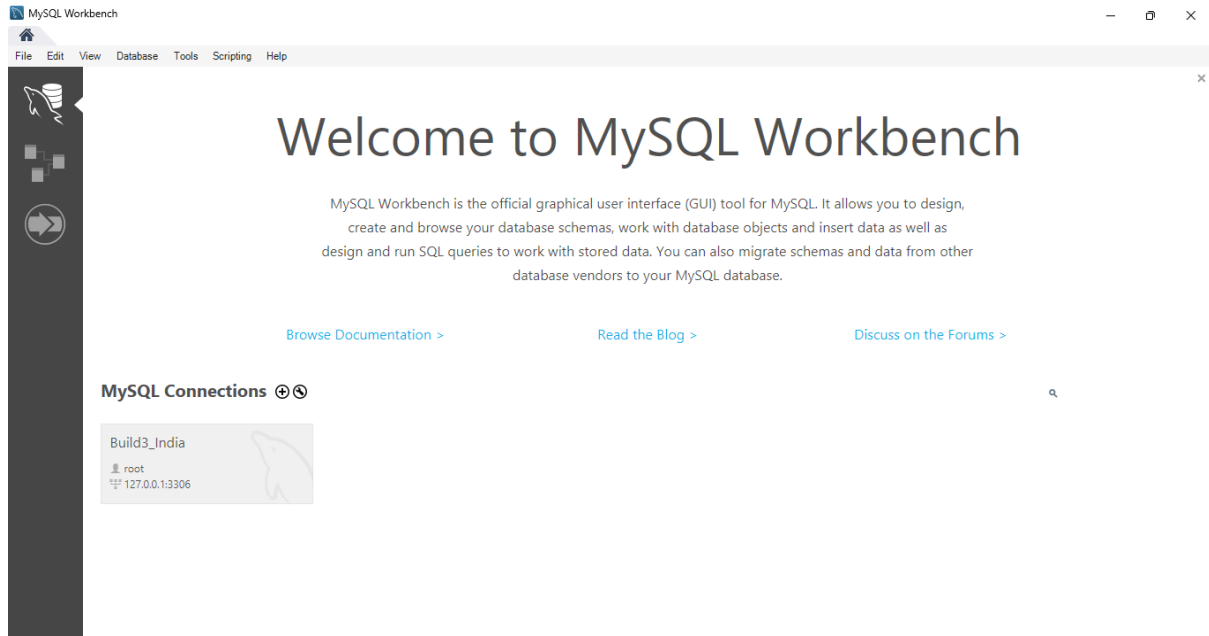 MySQL Workbench
File Edit View Database Tools Scripting Help
Welcome to MySQL Workbench
MySQL Workbench is the official graphical user interface (GUI) tool for MySQL. It allows you to design,
create and browse your database schemas, work with database objects and insert data as well as
design and run SQL queries to work with stored data. You can also migrate schemas and data from other
database vendors to your MySQL database.
Browse Documentation > Read the Blog > Discuss on the Forums >
MySQL Connections
Build3_India
root
127.0.0.1:3306